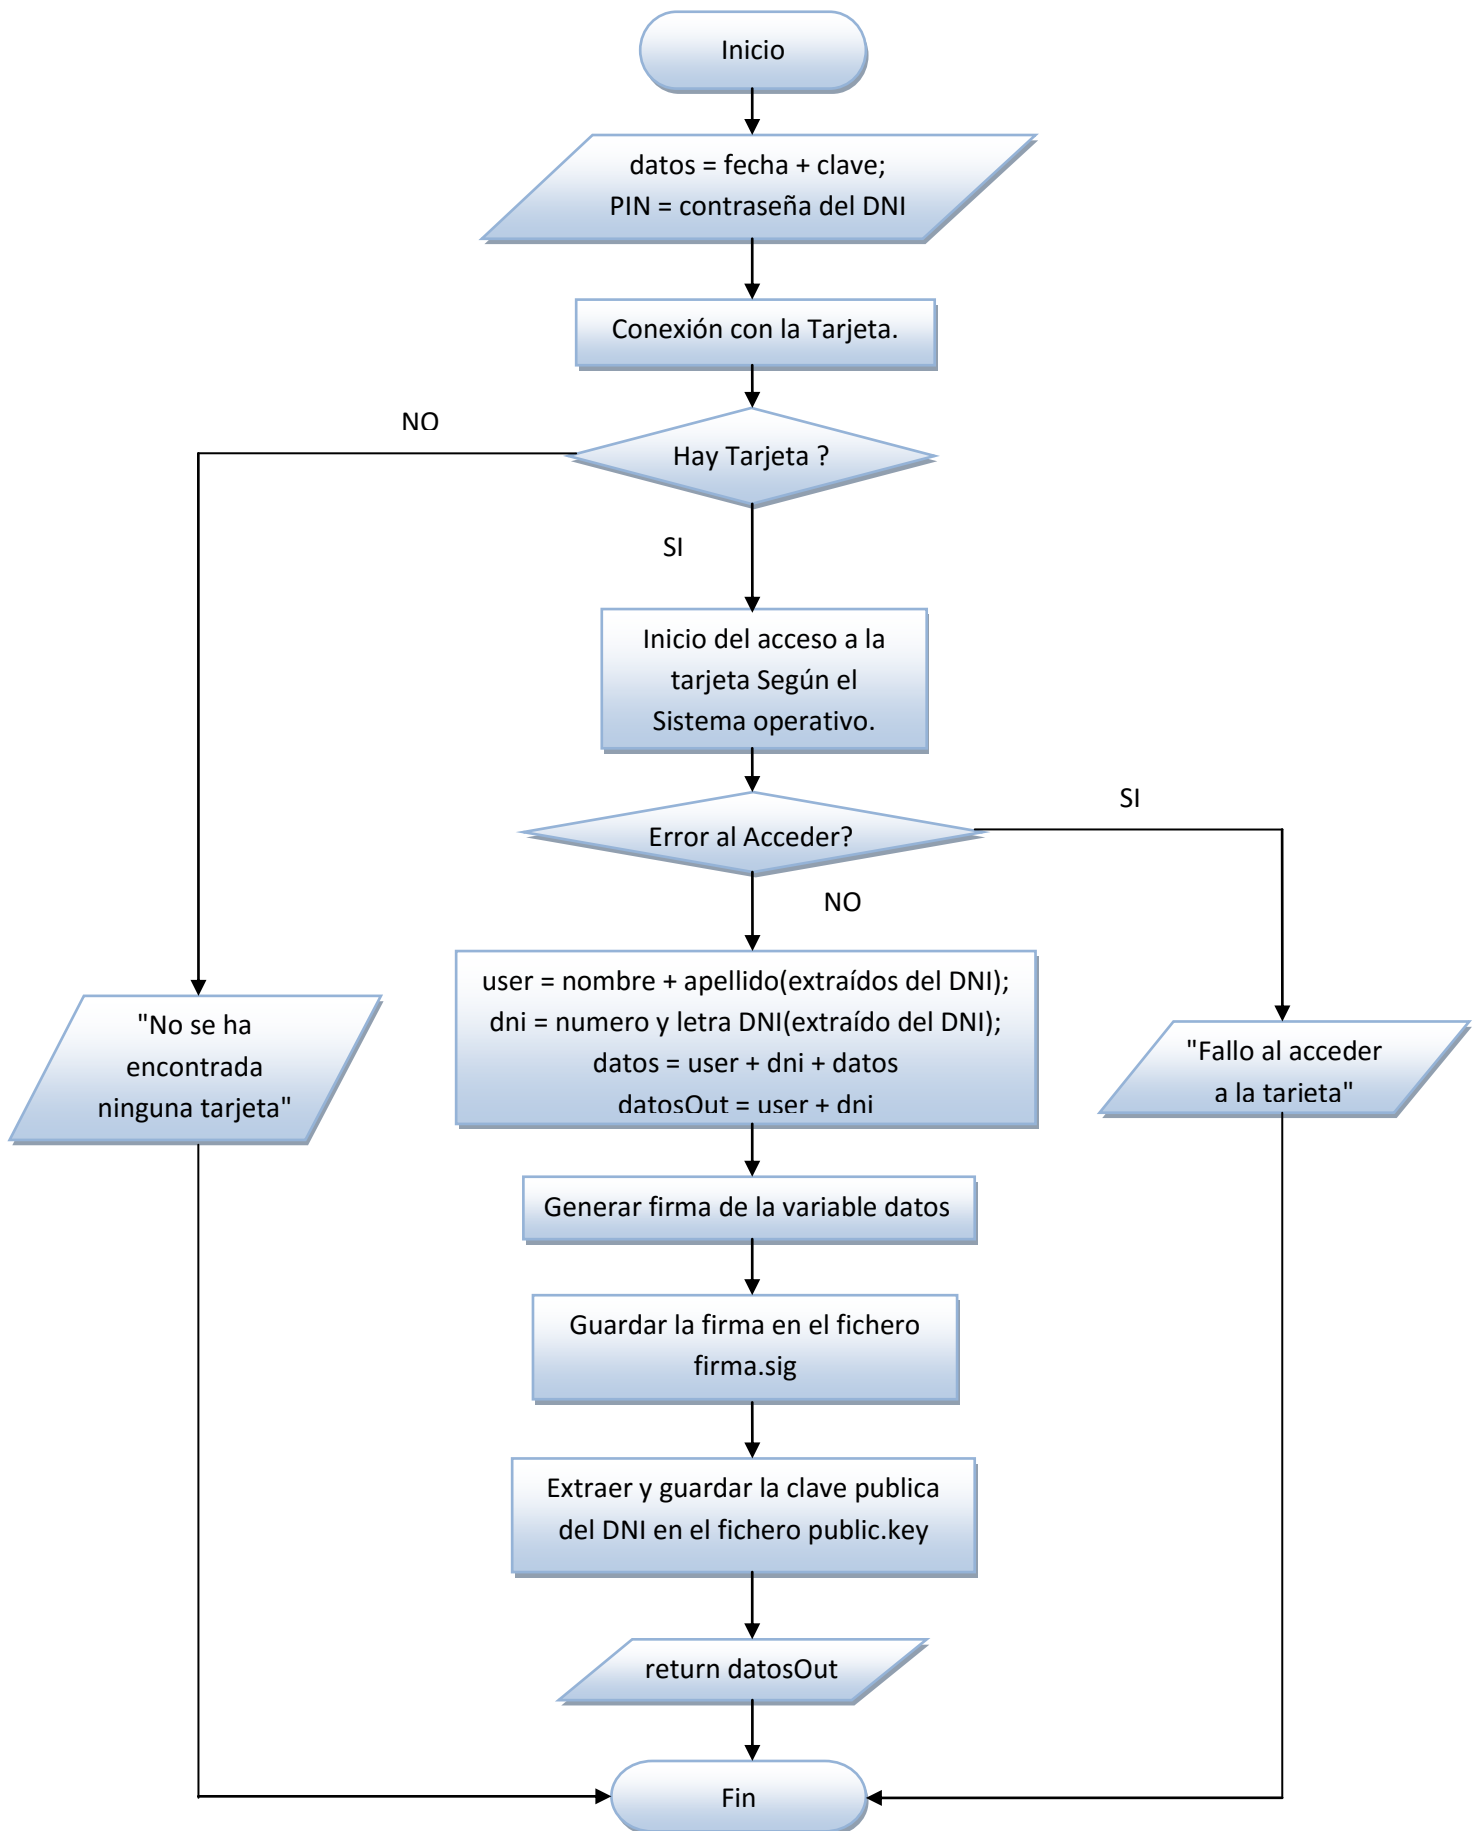 Inicio
datos = fecha + clave;
PIN = contraseña del DNI
Conexión con la Tarjeta.
NO
Hay Tarjeta ?
SI
Inicio del acceso a la
tarjeta Según el
Sistema operativo.
SI
Error al Acceder?
NO
user = nombre + apellido(extraídos del DNI);
dni = numero y letra DNI(extraído del DNI);
datos = user + dni + datos
datosOut = user + dni
"No se ha
encontrada
ninguna tarjeta"
"Fallo al acceder
a la tarjeta"
Generar firma de la variable datos
Guardar la firma en el fichero
firma.sig
Extraer y guardar la clave publica
del DNI en el fichero public.key
return datosOut
Fin